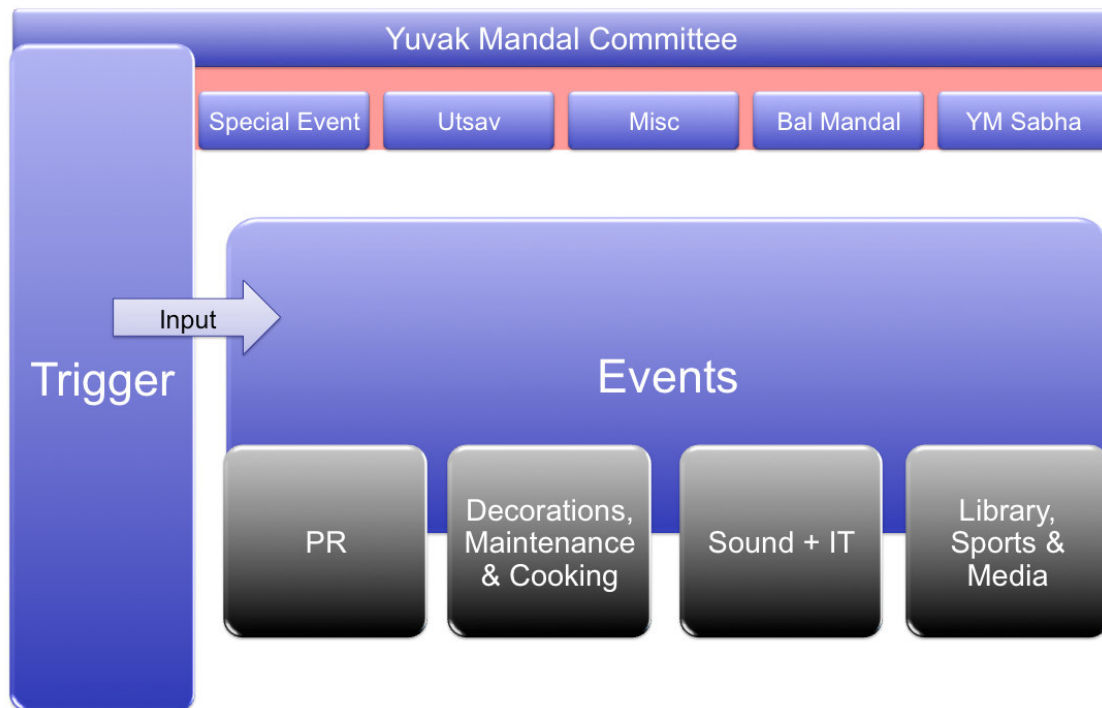 Yuvak Mandal Committee
Special Event
Utsav
Misc
Bal Mandal
YM Sabha
Input
Trigger
Events
PR
Decorations,
Maintenance
& Cooking
Sound + IT
Library,
Sports &
Media